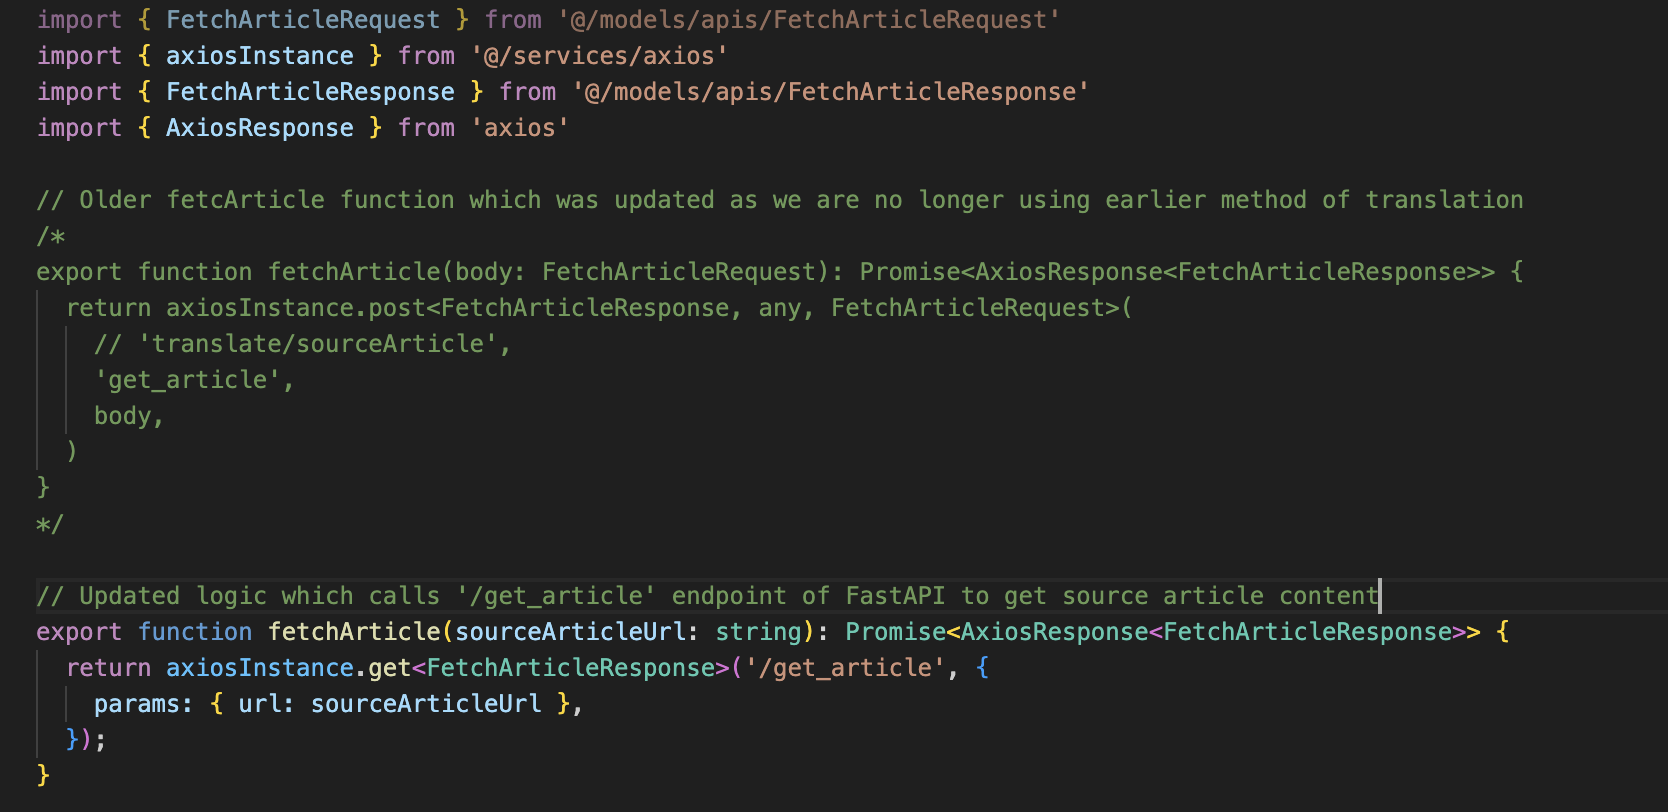 import { FetchArticleRequest } from '@/models/apis/FetchArticleRequest'
import { axiosInstance } from '@/services/axios'
import { FetchArticleResponse } from '@/models/apis/FetchArticleResponse'
import { AxiosResponse } from 'axios'

// Older fetcArticle function which was updated as we are no longer using earlier method of translation
/*
export function fetchArticle(body: FetchArticleRequest): Promise<AxiosResponse<FetchArticleResponse>> {
  return axiosInstance.post<FetchArticleResponse, any, FetchArticleRequest>(
    // 'translate/sourceArticle',
    'get_article',
    body,
  )
}
*/

// Updated logic which calls '/get_article' endpoint of FastAPI to get source article content
export function fetchArticle(sourceArticleUrl: string): Promise<AxiosResponse<FetchArticleResponse>> {
  return axiosInstance.get<FetchArticleResponse>('/get_article', {
    params: { url: sourceArticleUrl },
  });
}